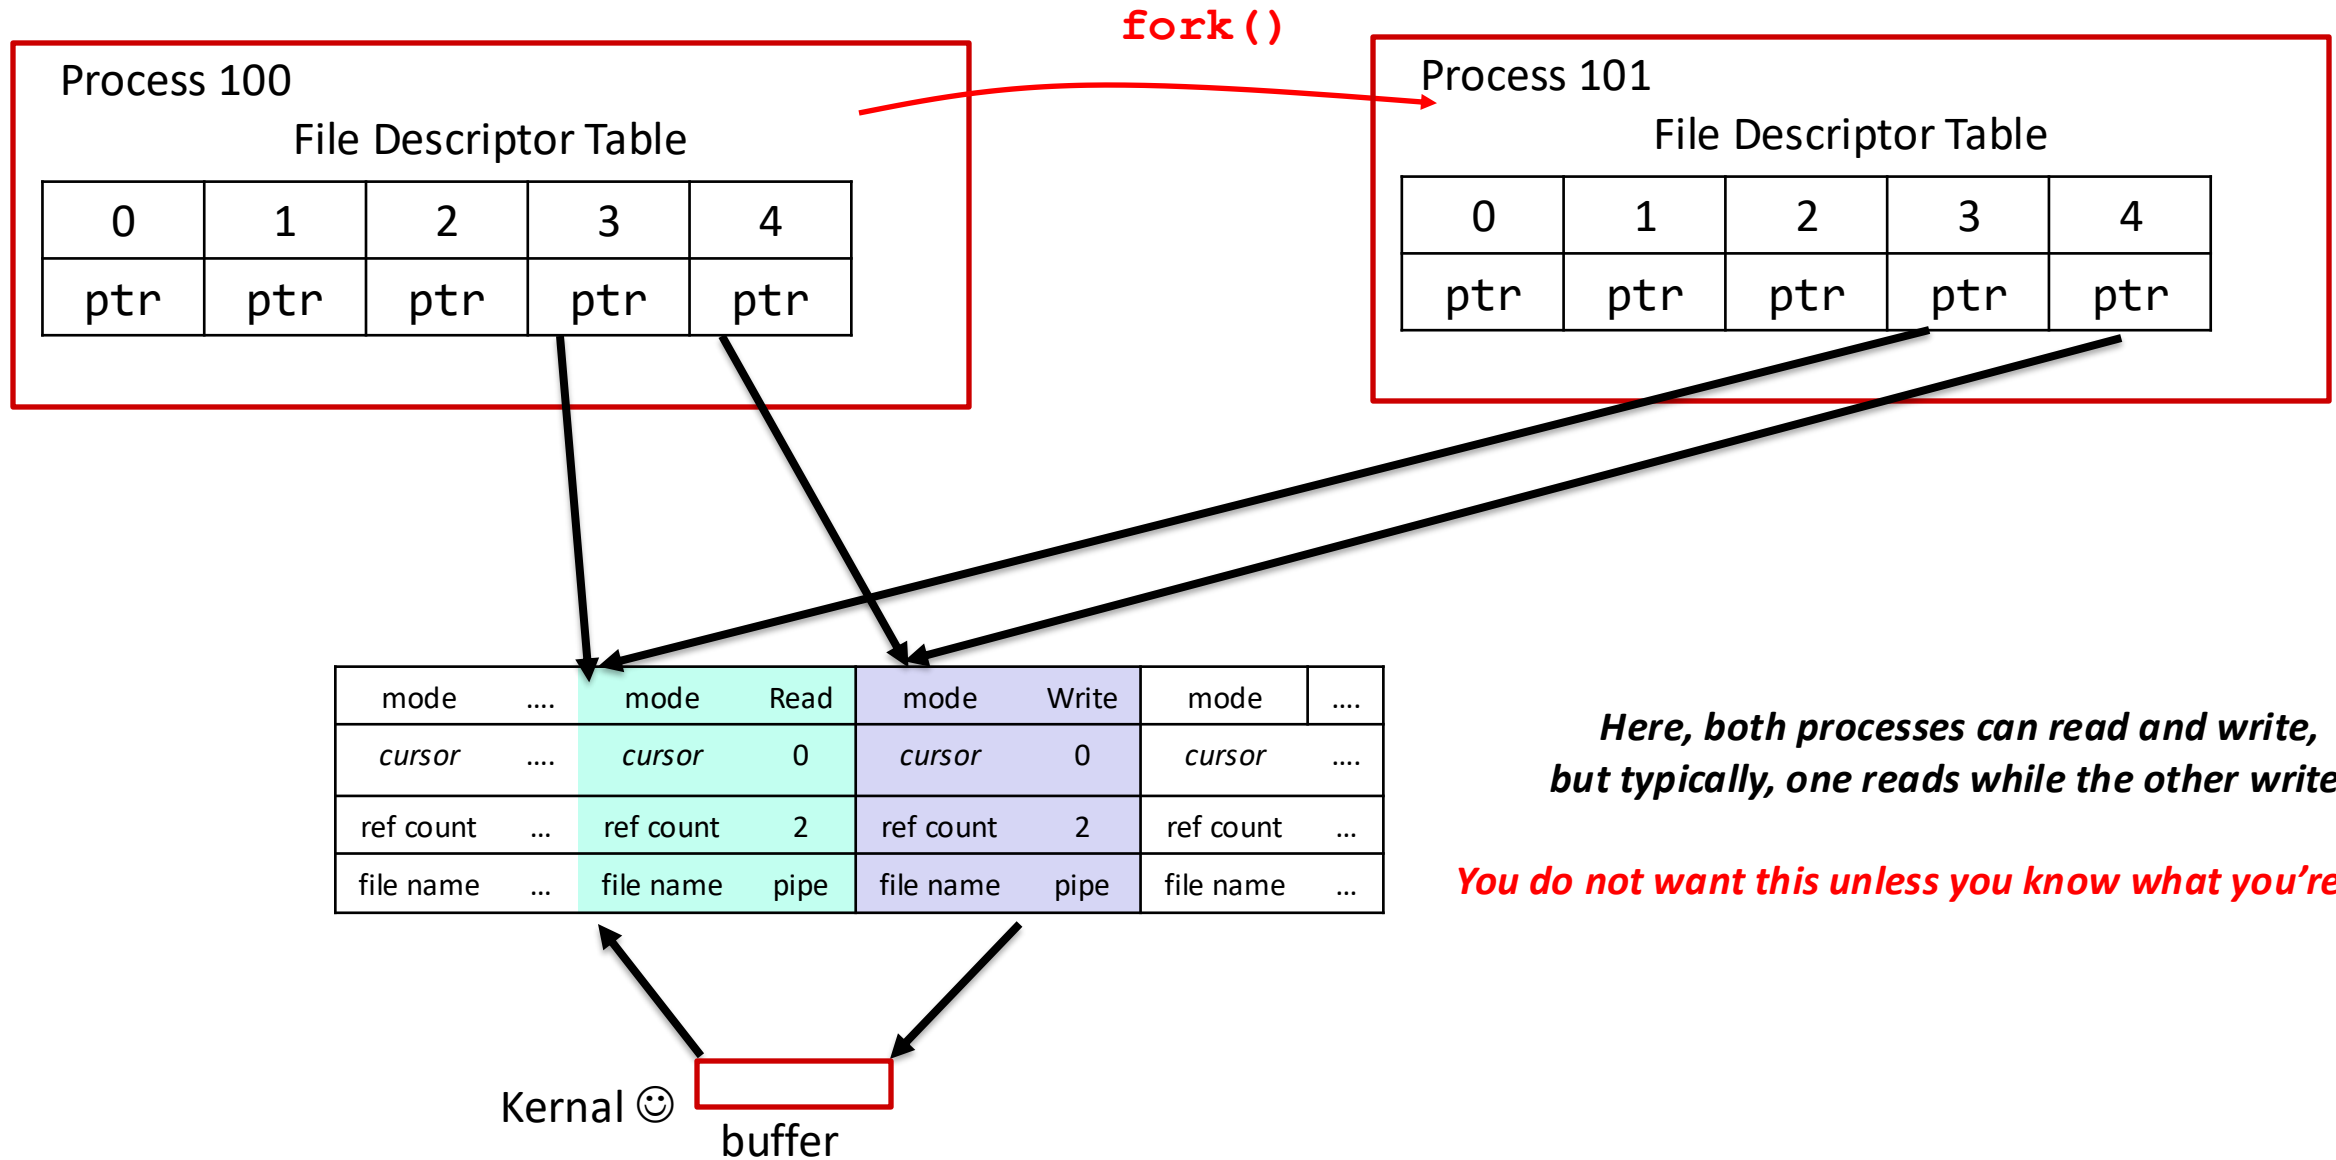 fork()
Process 100
File Descriptor Table
0 1 2 3 4
ptr ptr ptr ptr ptr
Process 101
File Descriptor Table
0 1 2 3 4
ptr ptr ptr ptr ptr
mode .... mode Read mode Write mode ....
cursor .... cursor 0 cursor 0 cursor ....
ref count ... ref count 2 ref count 2 ref count ...
file name ... file name pipe file name pipe file name ...
Here, both processes can read and write,
but typically, one reads while the other write
You do not want this unless you know what you're
Kernal ☺
buffer